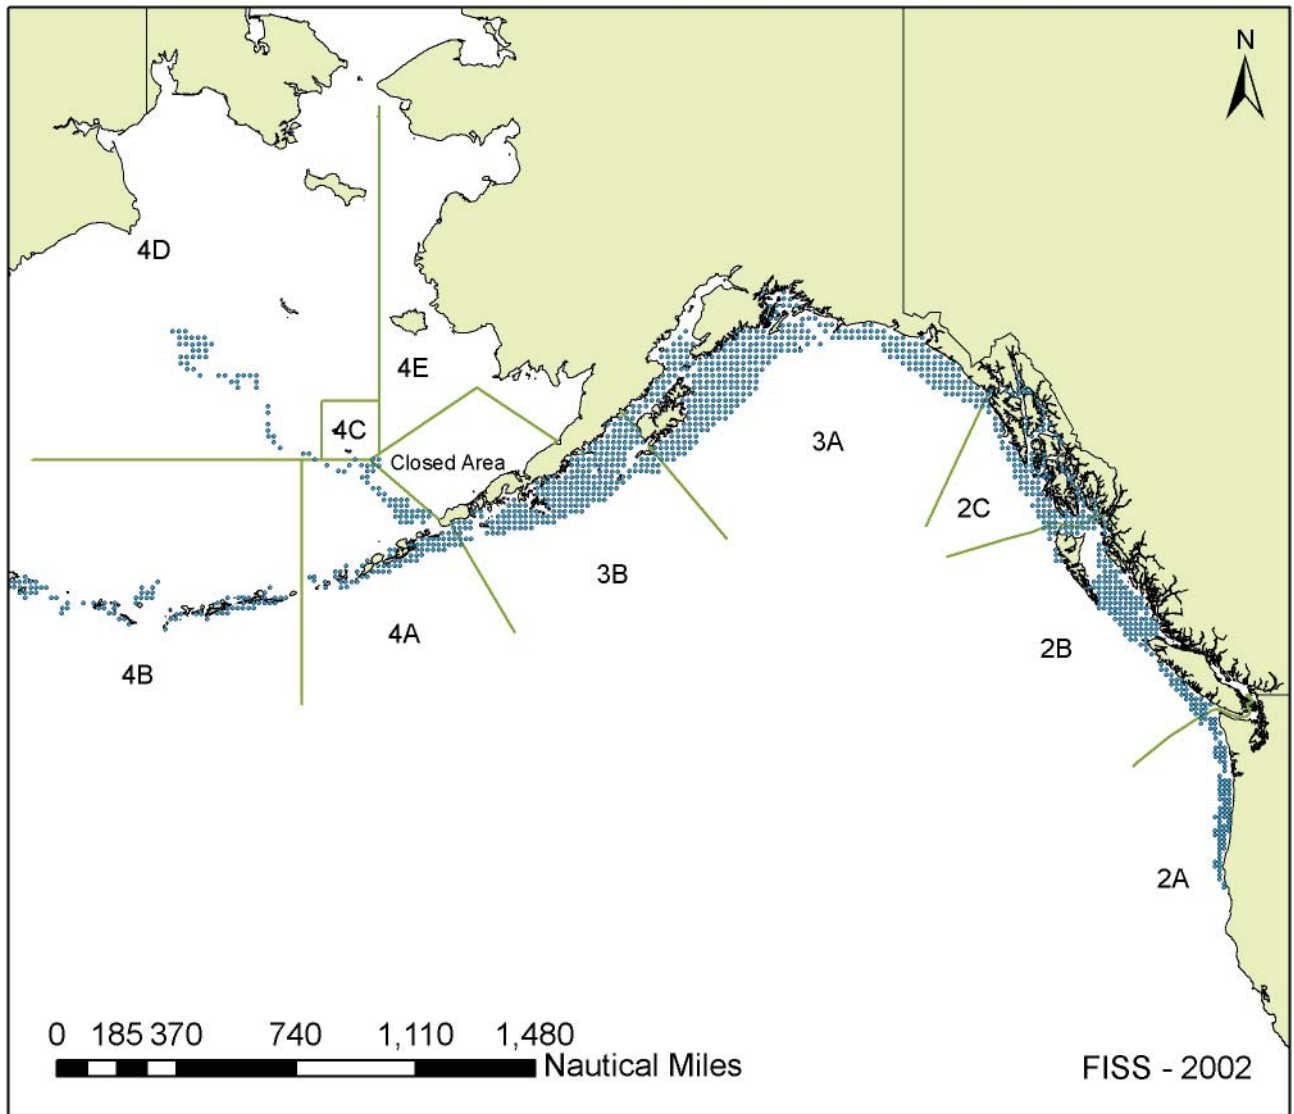 N
4D
4E
4C
Closed Area
3A
2C
3B
4A
2B
4B
2A
0 185 370 740 1,110 1,480
Nautical Miles
FISS - 2002